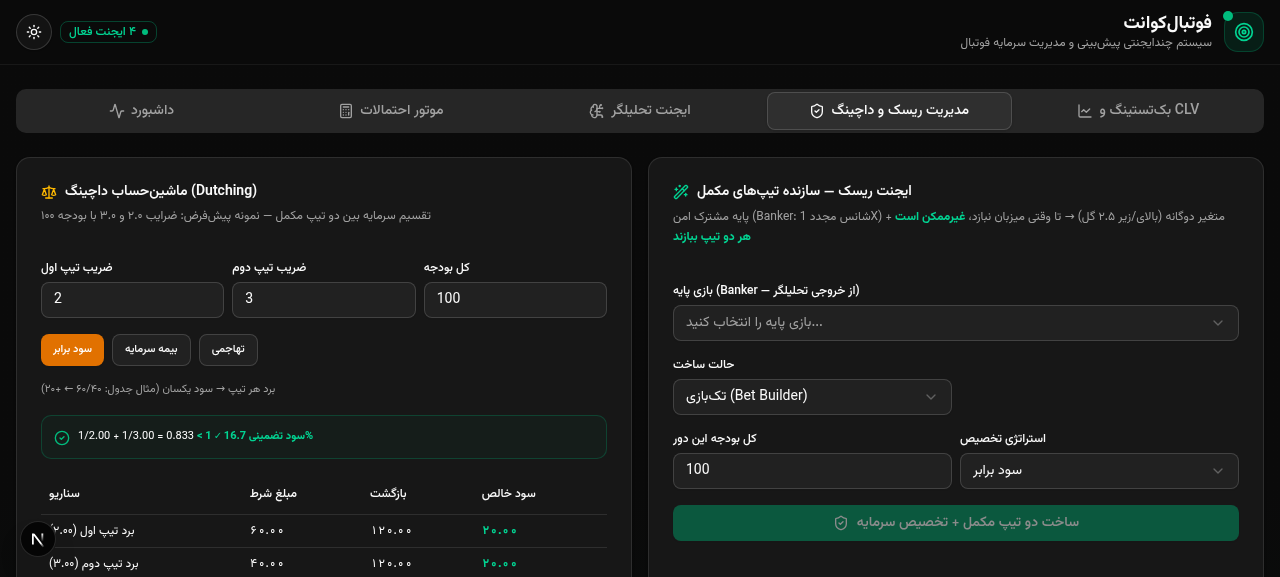 فوتبال‌کوانت
سیستم چندایجنتی پیش‌بینی و مدیریت سرمایه فوتبال
۴ ایجنت فعال
بک‌تستینگ و CLV
مدیریت ریسک و داچینگ
ایجنت تحلیلگر
موتور احتمالات
داشبورد
ایجنت ریسک — سازنده تیپ‌های مکمل
پایه مشترک امن (Banker: 1Xشانس مجدد) + متغیر دوگانه (بالای/زیر ۲.۵ گل) → تا وقتی میزبان نبازد، غیرممکن است
هر دو تیپ ببازند
بازی پایه (Banker — از خروجی تحلیلگر)
بازی پایه را انتخاب کنید...
حالت ساخت
تک‌بازی (Bet Builder)
استراتژی تخصیص
کل بودجه این دور
سود برابر
100
ساخت دو تیپ مکمل + تخصیص سرمایه
ماشین‌حساب داچینگ (Dutching)
تقسیم سرمایه بین دو تیپ مکمل — نمونه پیش‌فرض: ضرایب ۲.۰ و ۳.۰ با بودجه ۱۰۰
ضریب تیپ اول
ضریب تیپ دوم
کل بودجه
2
3
100
سود برابر
بیمه سرمایه
تهاجمی
برد هر تیپ → سود یکسان (مثال جدول: ۶۰/۴۰ ← +۲۰)
1/2.00 + 1/3.00 = 0.833 < 1 ✓ سود تضمینی 16.7%
سناریو
مبلغ شرط
بازگشت
سود خالص
برد تیپ اول (۲.۰۰)
۶۰.۰۰
۱۲۰.۰۰
۲۰.۰۰
برد تیپ دوم (۳.۰۰)
۴۰.۰۰
۱۲۰.۰۰
۲۰.۰۰
N